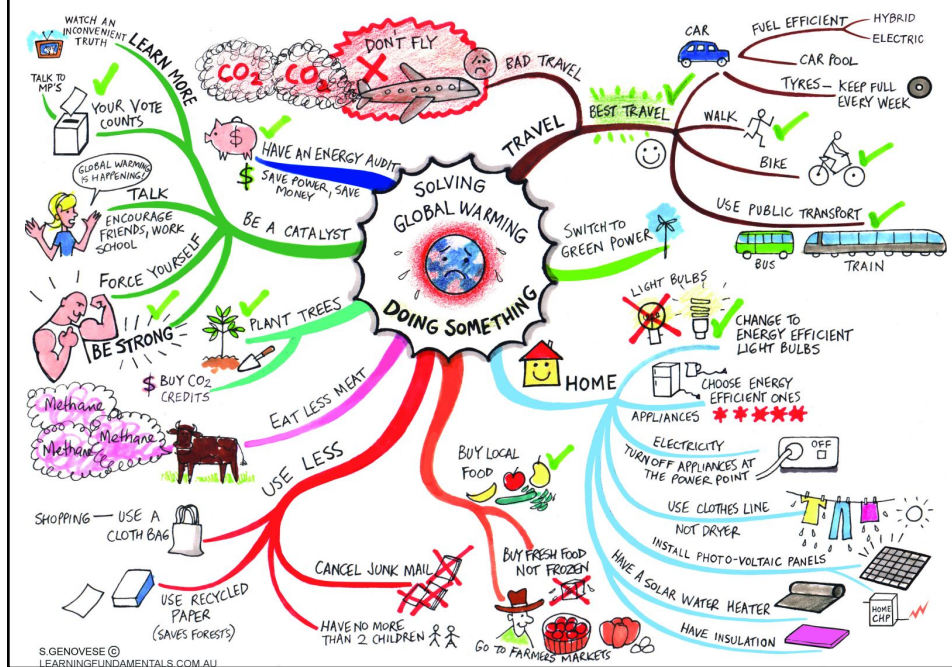 SOLVING
GLOBAL WARMING
DOING SOMETHING
WATCH AN
INCONVENIENT
TRUTH
LEARN MORE
TALK TO
MP'S
YOUR VOTE
COUNTS
GLOBAL WARMING
IS HAPPENING!
TALK
ENCOURAGE
FRIENDS, WORK
SCHOOL
FORCE YOURSELF
BE STRONG
BE A CATALYST
$
HAVE AN ENERGY AUDIT
$ SAVE POWER, SAVE
MONEY
CO2
CO2
DON'T FLY
BAD TRAVEL
TRAVEL
BEST TRAVEL
CAR
FUEL EFFICIENT
HYBRID
ELECTRIC
CAR POOL
TYRES — KEEP FULL
EVERY WEEK
WALK
BIKE
USE PUBLIC TRANSPORT
BUS
TRAIN
SWITCH TO
GREEN POWER
PLANT TREES
$ BUY CO2
CREDITS
EAT LESS MEAT
Methane
Methane
Methane
USE LESS
SHOPPING — USE A
CLOTH BAG
USE RECYCLED
PAPER
(SAVES FORESTS)
CANCEL JUNK MAIL
HAVE NO MORE
THAN 2 CHILDREN
BUY LOCAL
FOOD
BUY FRESH FOOD
NOT FROZEN
GO TO FARMERS MARKETS
HOME
LIGHT BULBS
CHANGE TO
ENERGY EFFICIENT
LIGHT BULBS
CHOOSE ENERGY
EFFICIENT ONES
APPLIANCES
ELECTRICITY
TURN OFF APPLIANCES AT
THE POWER POINT
OFF
USE CLOTHES LINE
NOT DRYER
INSTALL PHOTO-VOLTAIC PANELS
HOME
CHP
HAVE A SOLAR WATER HEATER
HAVE INSULATION
S.GENOVESE ©
LEARNINGFUNDAMENTALS.COM.AU